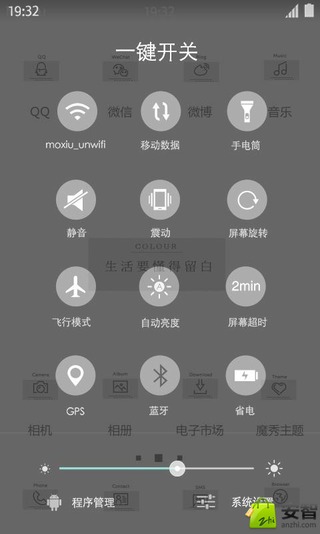 19:32
19:32
一键开关
QQ
WeChat
Music
QQ
微信
微博
音乐
moxiu_unwifi
移动数据
手电筒
静音
震动
屏幕旋转
COLOUR
生活要懂得留白
2min
飞行模式
自动亮度
屏幕超时
GPS
蓝牙
省电
Camera
Album
Download
Theme
相机
相册
电子市场
魔秀主题
Phone
Contact
SMS
Browser
程序管理
系统
安智
anzhi.com